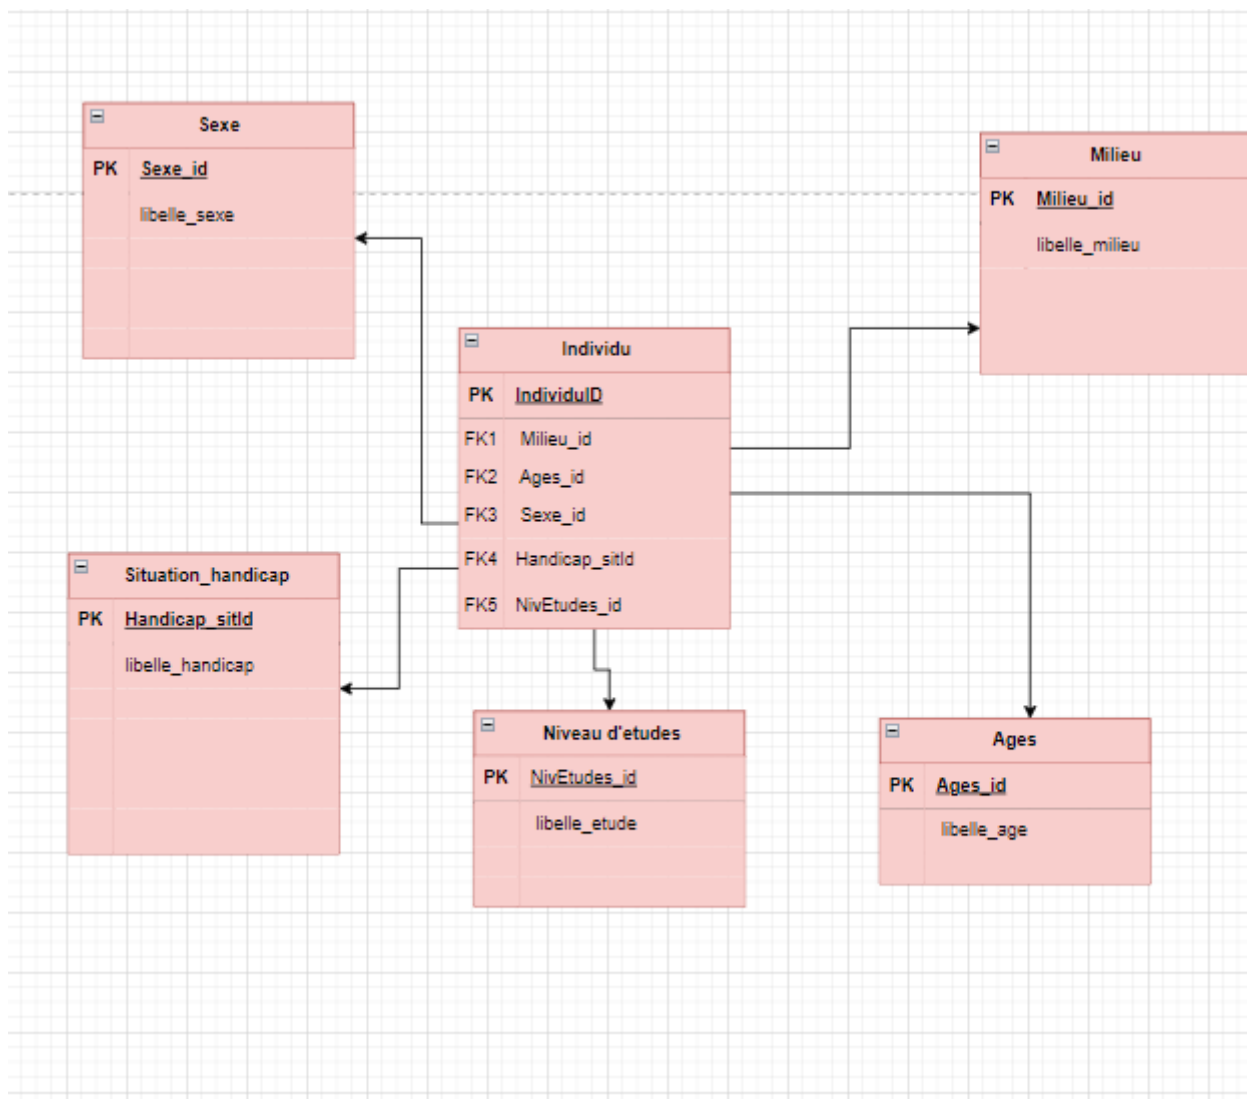 Sexe
PK Sexe_id
libelle_sexe
Milieu
PK Milieu_id
libelle_milieu
Individu
PK IndividuID
FK1 Milieu_id
FK2 Ages_id
FK3 Sexe_id
FK4 Handicap_sitId
FK5 NivEtudes_id
Situation_handicap
PK Handicap_sitId
libelle_handicap
Niveau d'etudes
PK NivEtudes_id
libelle_etude
Ages
PK Ages_id
libelle_age